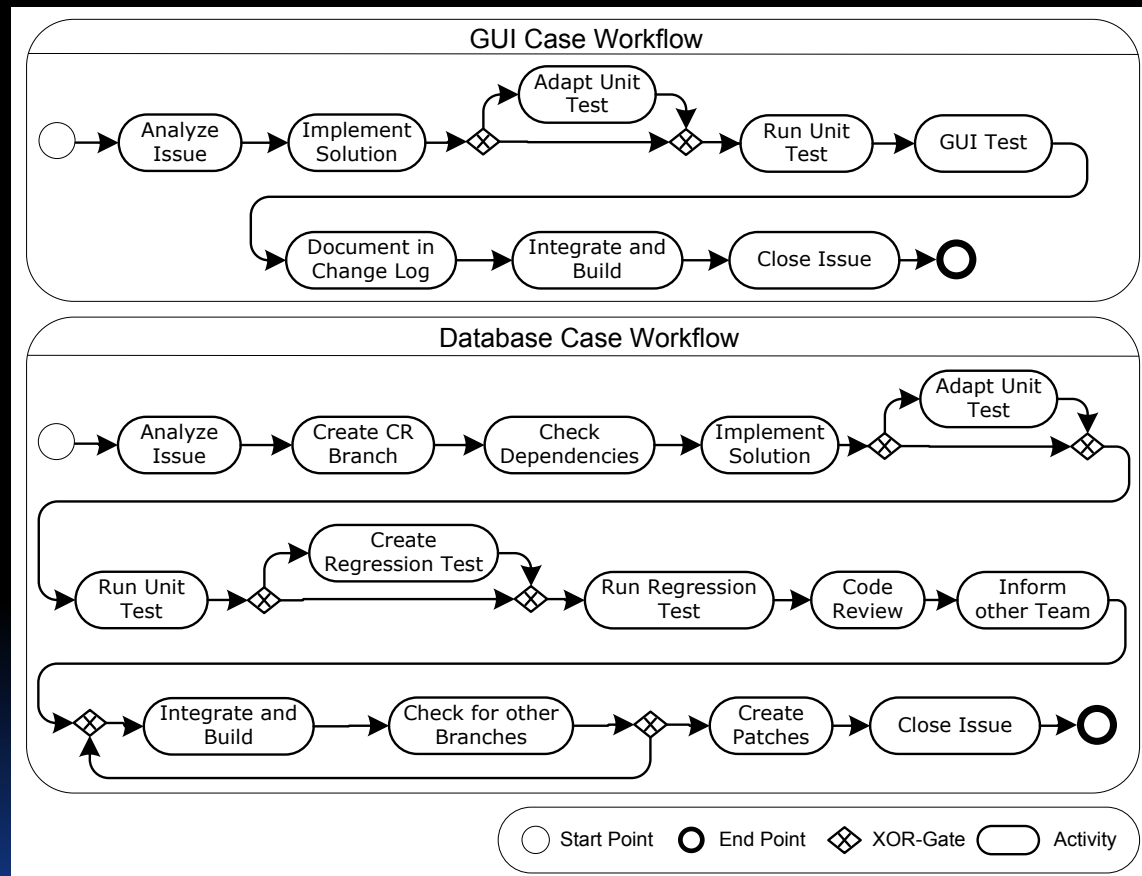 GUI Case Workflow
Adapt Unit
Test
Analyze
Issue
Implement
Solution
Run Unit
Test
GUI Test
Document in
Change Log
Integrate and
Build
Close Issue
Database Case Workflow
Adapt Unit
Test
Analyze
Issue
Create CR
Branch
Check
Dependencies
Implement
Solution
Create
Regression Test
Run Unit
Test
Run Regression
Test
Code
Review
Inform
other Team
Integrate and
Build
Check for other
Branches
Create
Patches
Close Issue
Start Point
End Point
XOR-Gate
Activity